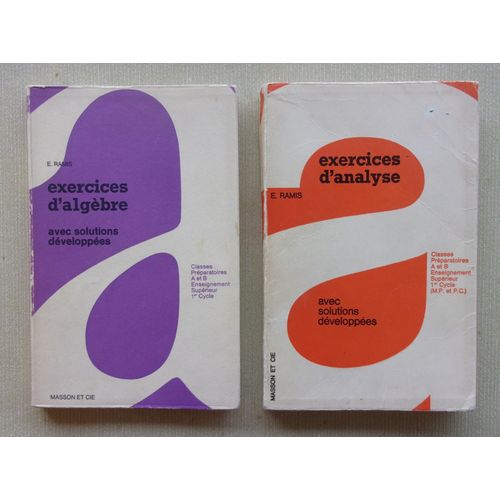 E. RAMIS
exercices
d'algèbre
avec solutions
développées
Classes
Préparatoires
A et B
Enseignement
Supérieur
1er Cycle
MASSON ET CIE
exercices
d'analyse
E. RAMIS
Classes
Préparatoires
A et B
Enseignement
Supérieur
1er Cycle
(M.P. et P.C.)
avec
solutions
développées
MASSON ET CIE